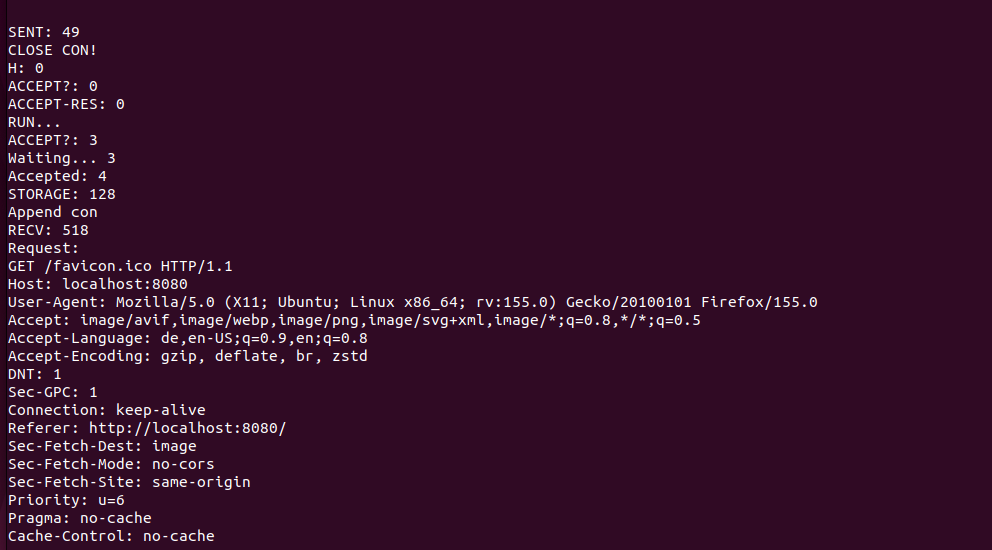 SENT: 49
CLOSE CON!
H: 0
ACCEPT?: 0
ACCEPT-RES: 0
RUN...
ACCEPT?: 3
Waiting... 3
Accepted: 4
STORAGE: 128
Append con
RECV: 518
Request:
GET /favicon.ico HTTP/1.1
Host: localhost:8080
User-Agent: Mozilla/5.0 (X11; Ubuntu; Linux x86_64; rv:155.0) Gecko/20100101 Firefox/155.0
Accept: image/avif,image/webp,image/png,image/svg+xml,image/*;q=0.8,*/*;q=0.5
Accept-Language: de,en-US;q=0.9,en;q=0.8
Accept-Encoding: gzip, deflate, br, zstd
DNT: 1
Sec-GPC: 1
Connection: keep-alive
Referer: http://localhost:8080/
Sec-Fetch-Dest: image
Sec-Fetch-Mode: no-cors
Sec-Fetch-Site: same-origin
Priority: u=6
Pragma: no-cache
Cache-Control: no-cache